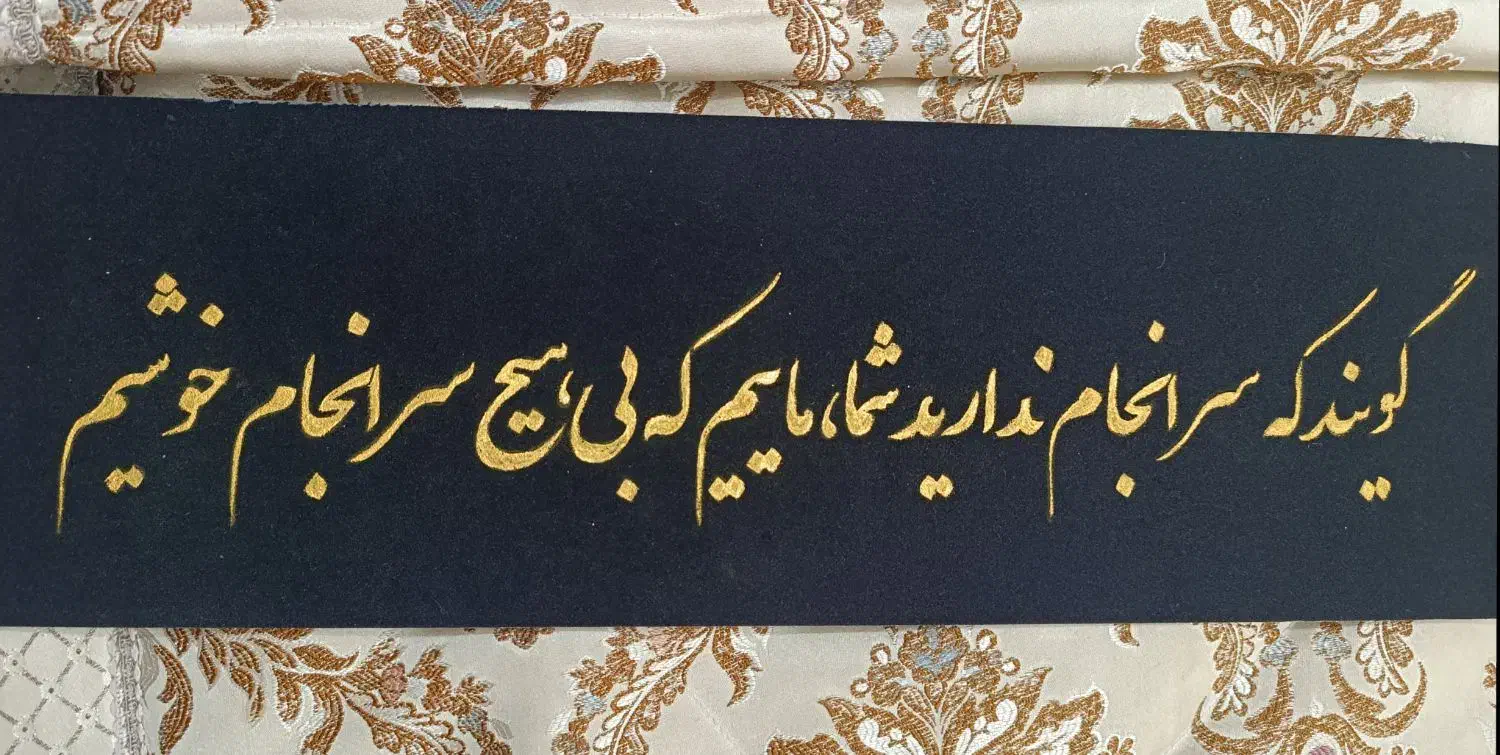 گویند که سرانجام ندارید شما، ماییم که بی هیچ سرانجام خوشیم